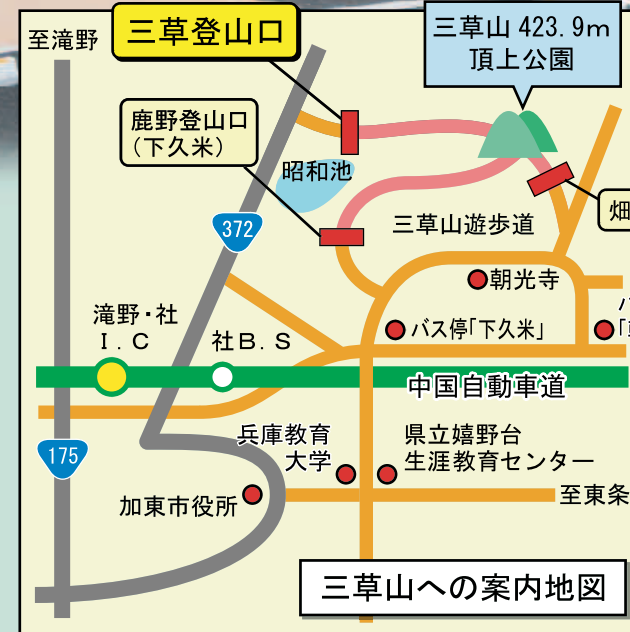 至滝野
三草登山口
三草山 423.9m
頂上公園
鹿野登山口
（下久米）
昭和池
372
三草山遊歩道
畑
朝光寺
滝野・社
I.C
社B.S
バス停「下久米」
中国自動車道
175
兵庫教育
大学
県立嬉野台
生涯教育センター
加東市役所
至東条
三草山への案内地図